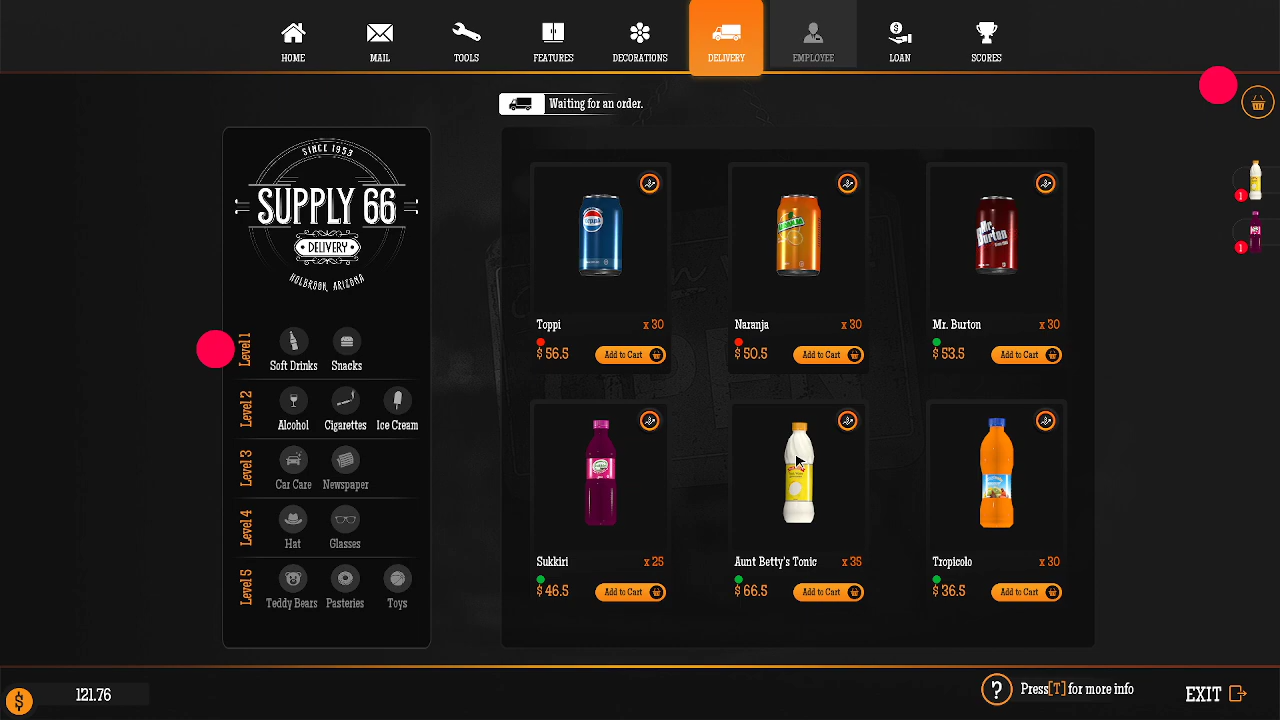 HOME
MAIL
TOOLS
FEATURES
DECORATIONS
DELIVERY
EMPLOYEE
LOAN
SCORES
Waiting for an order.
SINCE 1953
SUPPLY 66
DELIVERY
HOLBROOK, ARIZONA
Level 1
Soft Drinks
Snacks
Level 2
Alcohol
Cigarettes
Ice Cream
Level 3
Car Care
Newspaper
Level 4
Hat
Glasses
Level 5
Teddy Bears
Pasteries
Toys
Toppi x 30
$ 56.5 Add to Cart
Naranja x 30
$ 50.5 Add to Cart
Mr. Burton
Mr. Burton x 30
$ 53.5 Add to Cart
Sukkiri x 25
$ 46.5 Add to Cart
Aunt Betty's Tonic x 35
$ 66.5 Add to Cart
Tropicolo x 30
$ 36.5 Add to Cart
1
1
$ 121.76
? Press[T] for more info
EXIT